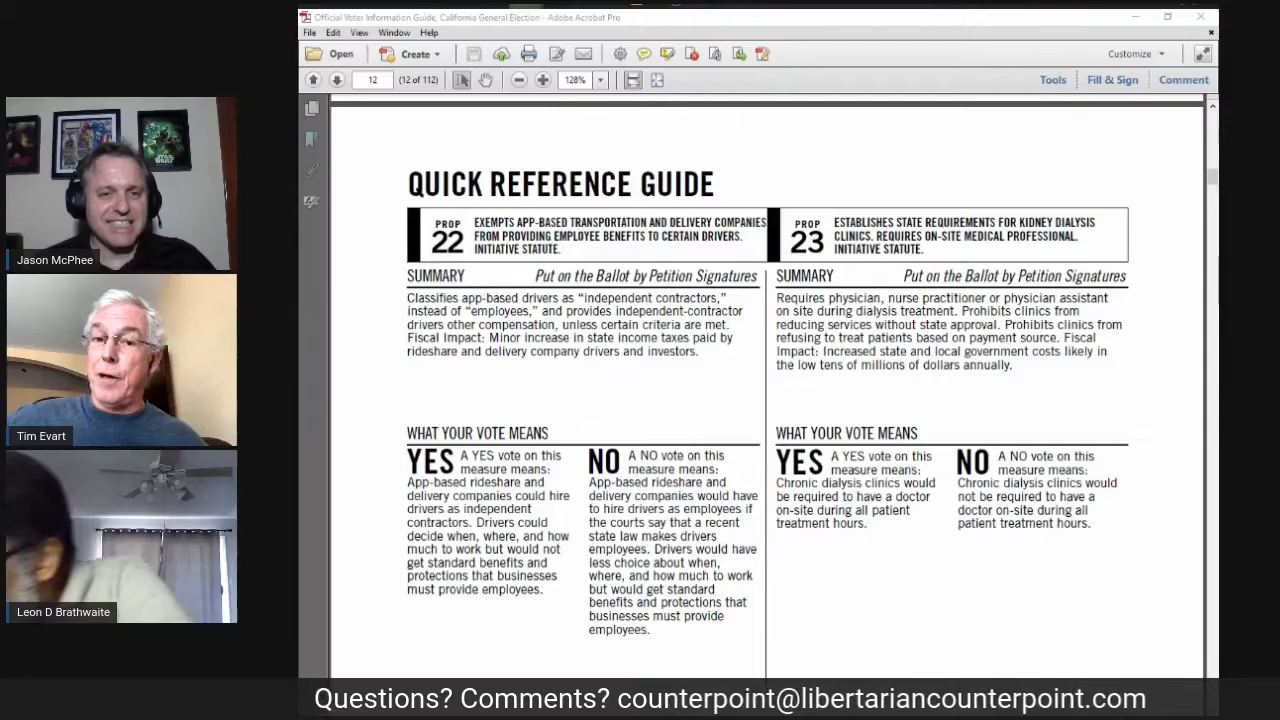 Official Voter Information Guide, California General Election - Adobe Acrobat Pro
File Edit View Window Help
Open Create Customize
12 (12 of 112) 128% Tools Fill & Sign Comment
QUICK REFERENCE GUIDE
PROP 22
EXEMPTS APP-BASED TRANSPORTATION AND DELIVERY COMPANIES
FROM PROVIDING EMPLOYEE BENEFITS TO CERTAIN DRIVERS.
INITIATIVE STATUTE.
SUMMARY Put on the Ballot by Petition Signatures
Classifies app-based drivers as “independent contractors,”
instead of “employees,” and provides independent-contractor
drivers other compensation, unless certain criteria are met.
Fiscal Impact: Minor increase in state income taxes paid by
rideshare and delivery company drivers and investors.
WHAT YOUR VOTE MEANS
YES A YES vote on this
measure means:
App-based rideshare and
delivery companies could hire
drivers as independent
contractors. Drivers could
decide when, where, and how
much to work but would not
get standard benefits and
protections that businesses
must provide employees.
NO A NO vote on this
measure means:
App-based rideshare and
delivery companies would have
to hire drivers as employees if
the courts say that a recent
state law makes drivers
employees. Drivers would have
less choice about when,
where, and how much to work
but would get standard
benefits and protections that
businesses must provide
employees.
PROP 23
ESTABLISHES STATE REQUIREMENTS FOR KIDNEY DIALYSIS
CLINICS. REQUIRES ON-SITE MEDICAL PROFESSIONAL.
INITIATIVE STATUTE.
SUMMARY Put on the Ballot by Petition Signatures
Requires physician, nurse practitioner or physician assistant
on site during dialysis treatment. Prohibits clinics from
reducing services without state approval. Prohibits clinics from
refusing to treat patients based on payment source. Fiscal
Impact: Increased state and local government costs likely in
the low tens of millions of dollars annually.
WHAT YOUR VOTE MEANS
YES A YES vote on this
measure means:
Chronic dialysis clinics would
be required to have a doctor
on-site during all patient
treatment hours.
NO A NO vote on this
measure means:
Chronic dialysis clinics would
not be required to have a
doctor on-site during all
patient treatment hours.
Jason McPhee
Tim Evart
Leon D Brathwaite
Questions? Comments? counterpoint@libertariancounterpoint.com